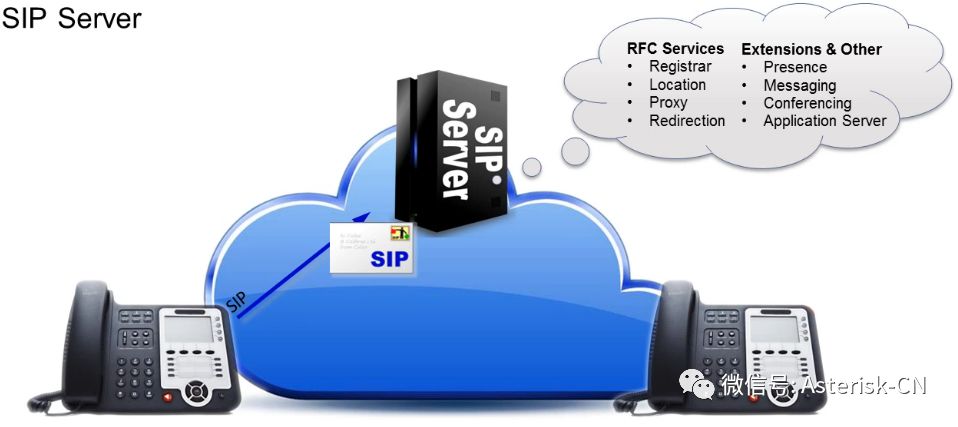 SIP Server
RFC Services
• Registrar
• Location
• Proxy
• Redirection
Extensions & Other
• Presence
• Messaging
• Conferencing
• Application Server
SIP
Server
SIP
SIP
微信号: Asterisk-CN